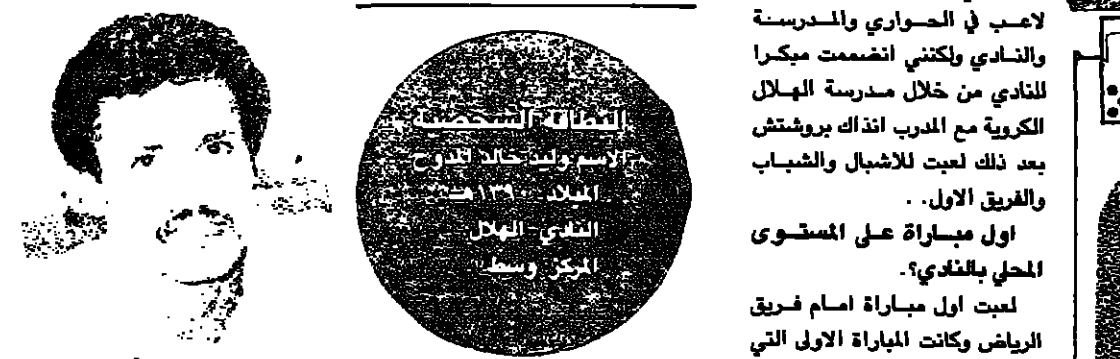 لاعب في الحواري والمدرسة
والنادي ولكنني انضممت مبكرا
للنادي من خلال مدرسة الهلال
الكروية مع المدرب انذاك بروشتش
بعد ذلك لعبت للاشبال والشباب
والفريق الاول. .
اول مباراة على المستوى
المحلي بالنادي؟.
لعبت اول مباراة امام فريق
الرياض وكانت المباراة الاولى التي
البطاقة الشخصية
الاسم وليد خالد
الميلاد ١٣٩٠هـ
النادي - الهلال
المركز وسط